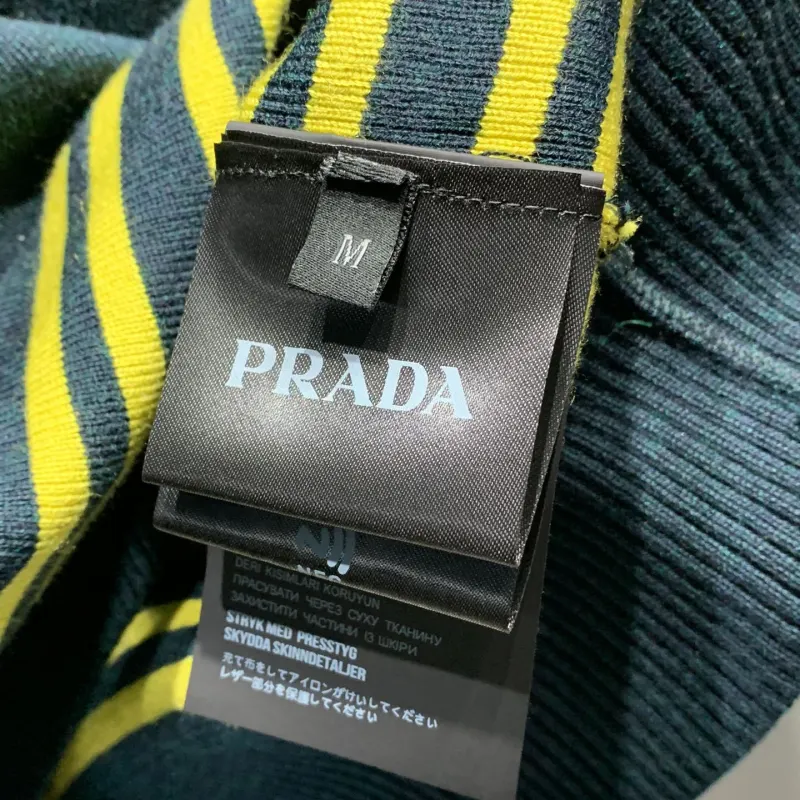 M
PRADA
DERI KISIMLARI KORUYUN
ПРАСУВАТИ ЧЕРЕЗ СУХУ ТКАНИНУ
ЗАХИСТИТИ ЧАСТИНИ ІЗ ШКІРИ
STRYK MED PRESSTYG
SKYDDA SKINNDETALJER
充て布をしてアイロンがけいしてください
レザー部分を保護してください